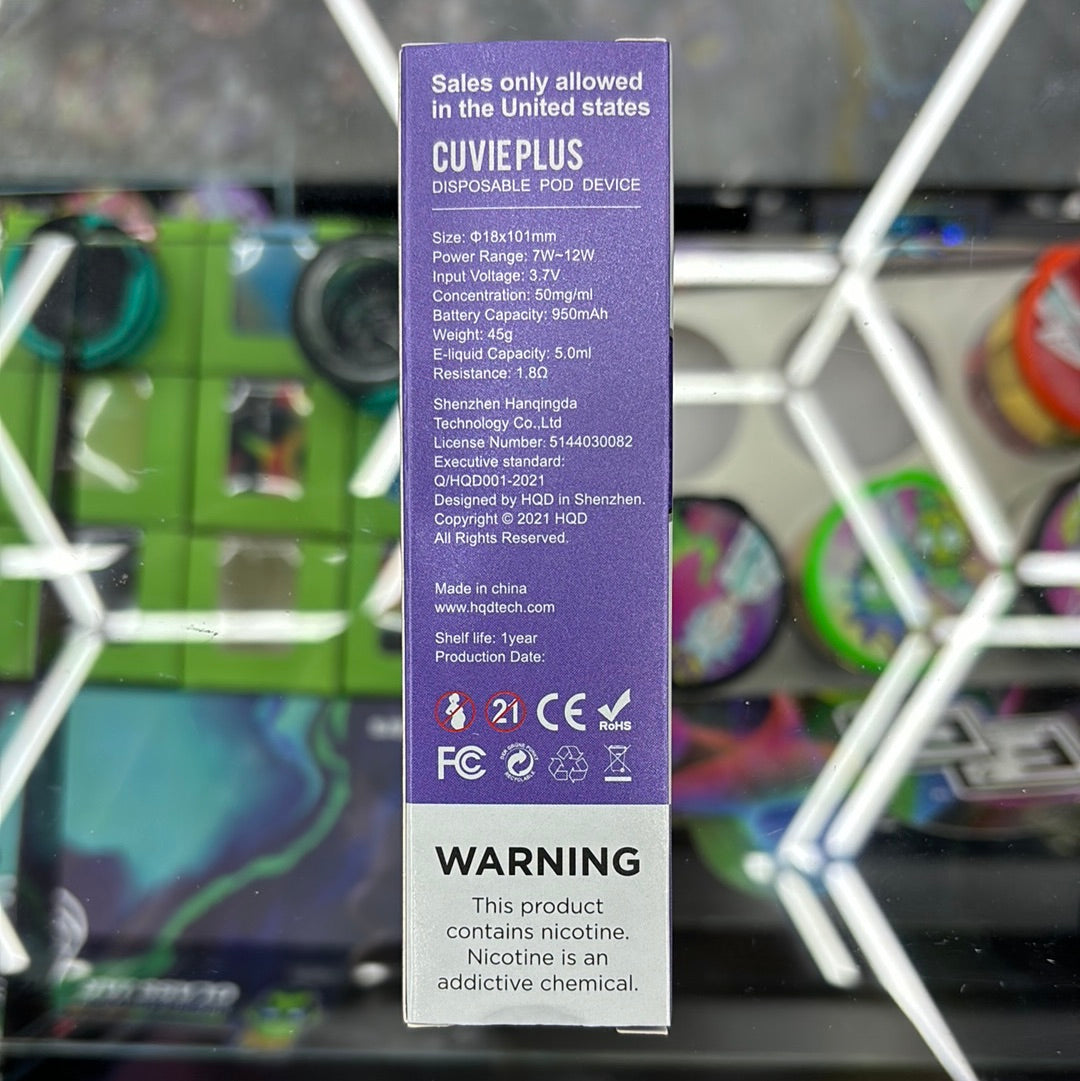 Sales only allowed
in the United states
CUVIE PLUS
DISPOSABLE POD DEVICE
Size: Φ18x101mm
Power Range: 7W~12W
Input Voltage: 3.7V
Concentration: 50mg/ml
Battery Capacity: 950mAh
Weight: 45g
E-liquid Capacity: 5.0ml
Resistance: 1.8Ω
Shenzhen Hanqingda
Technology Co.,Ltd
License Number: 5144030082
Executive standard:
Q/HQD001-2021
Designed by HQD in Shenzhen.
Copyright © 2021 HQD
All Rights Reserved.
Made in china
www.hqdtech.com
Shelf life: 1year
Production Date:
21 CE RoHS
FC
WARNING
This product
contains nicotine.
Nicotine is an
addictive chemical.